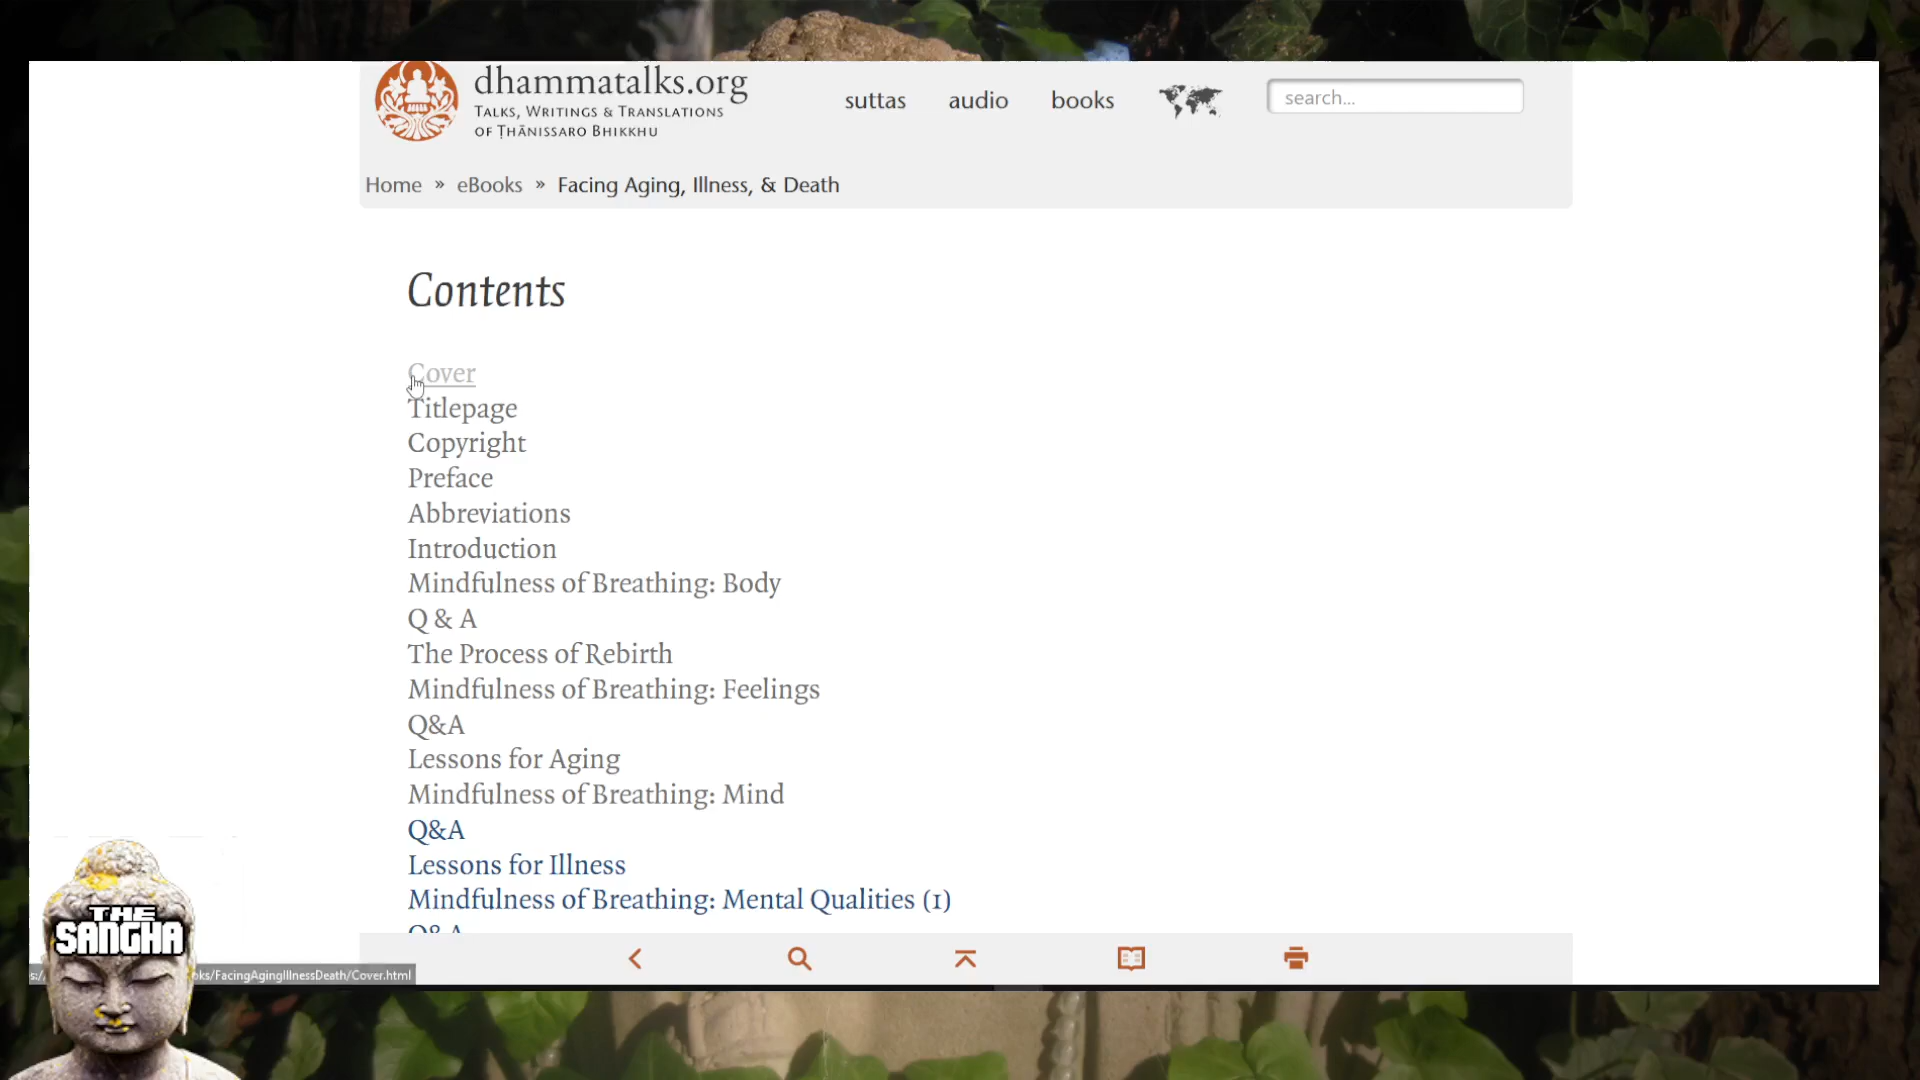 dhammatalks.org
TALKS, WRITINGS & TRANSLATIONS
OF ṬHĀNISSARO BHIKKHU
suttas audio books search...
Home » eBooks » Facing Aging, Illness, & Death
Contents
Cover
Titlepage
Copyright
Preface
Abbreviations
Introduction
Mindfulness of Breathing: Body
Q & A
The Process of Rebirth
Mindfulness of Breathing: Feelings
Q&A
Lessons for Aging
Mindfulness of Breathing: Mind
Q&A
Lessons for Illness
Mindfulness of Breathing: Mental Qualities (1)
Q&A
THE
SANGHA
s:/ ks/FacingAgingIllnessDeath/Cover.html